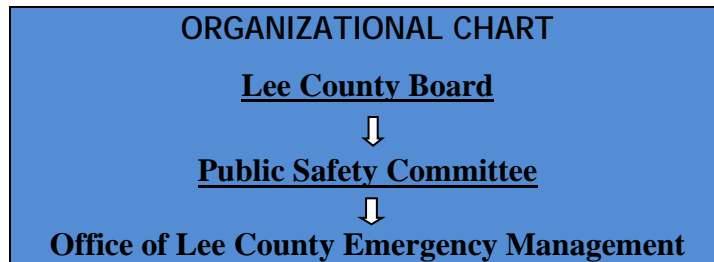 ORGANIZATIONAL CHART
Lee County Board
Public Safety Committee
Office of Lee County Emergency Management